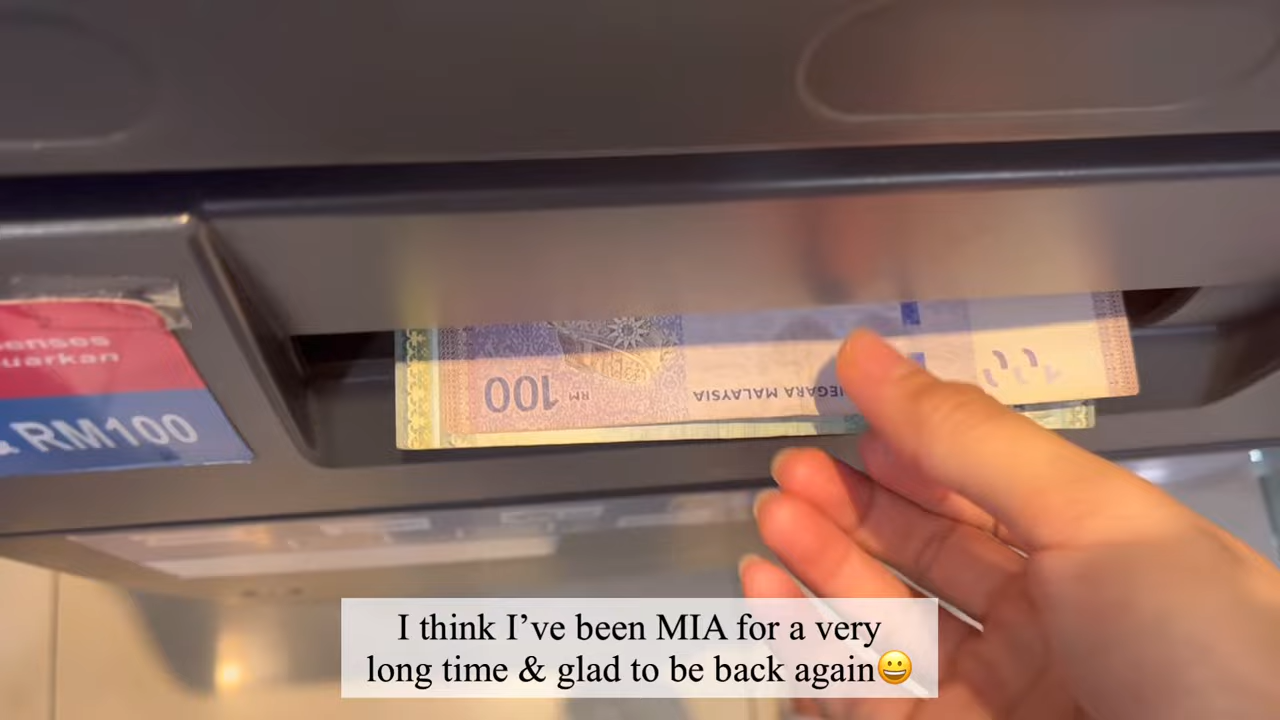 enses
uarkan
& RM100
100 RM
NEGARA MALAYSIA
I think I’ve been MIA for a very
long time & glad to be back again😀